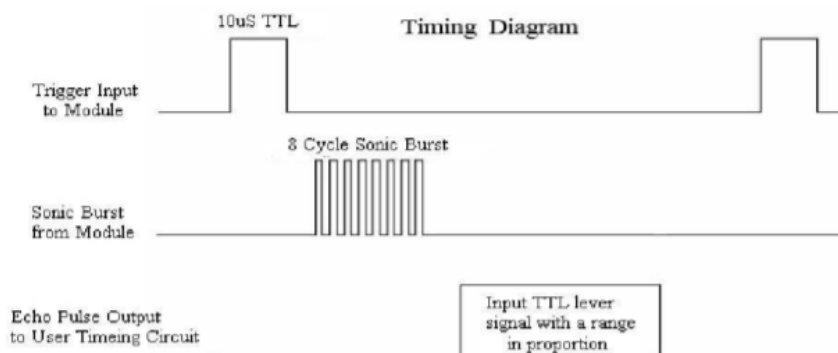 10uS TTL
Timing Diagram
Trigger Input
to Module
8 Cycle Sonic Burst
Sonic Burst
from Module
Echo Pulse Output
to User Timeing Circuit
Input TTL lever
signal with a range
in proportion